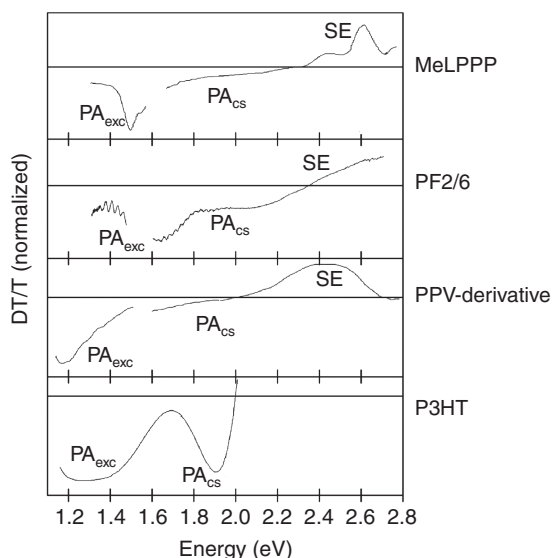 SE
MeLPPP
PA_exc
PA_cs
SE
PF2/6
PA_exc
PA_cs
SE
PPV-derivative
PA_exc
PA_cs
P3HT
PA_exc
PA_cs
DT/T (normalized)
1.2 1.4 1.6 1.8 2.0 2.2 2.4 2.6 2.8
Energy (eV)